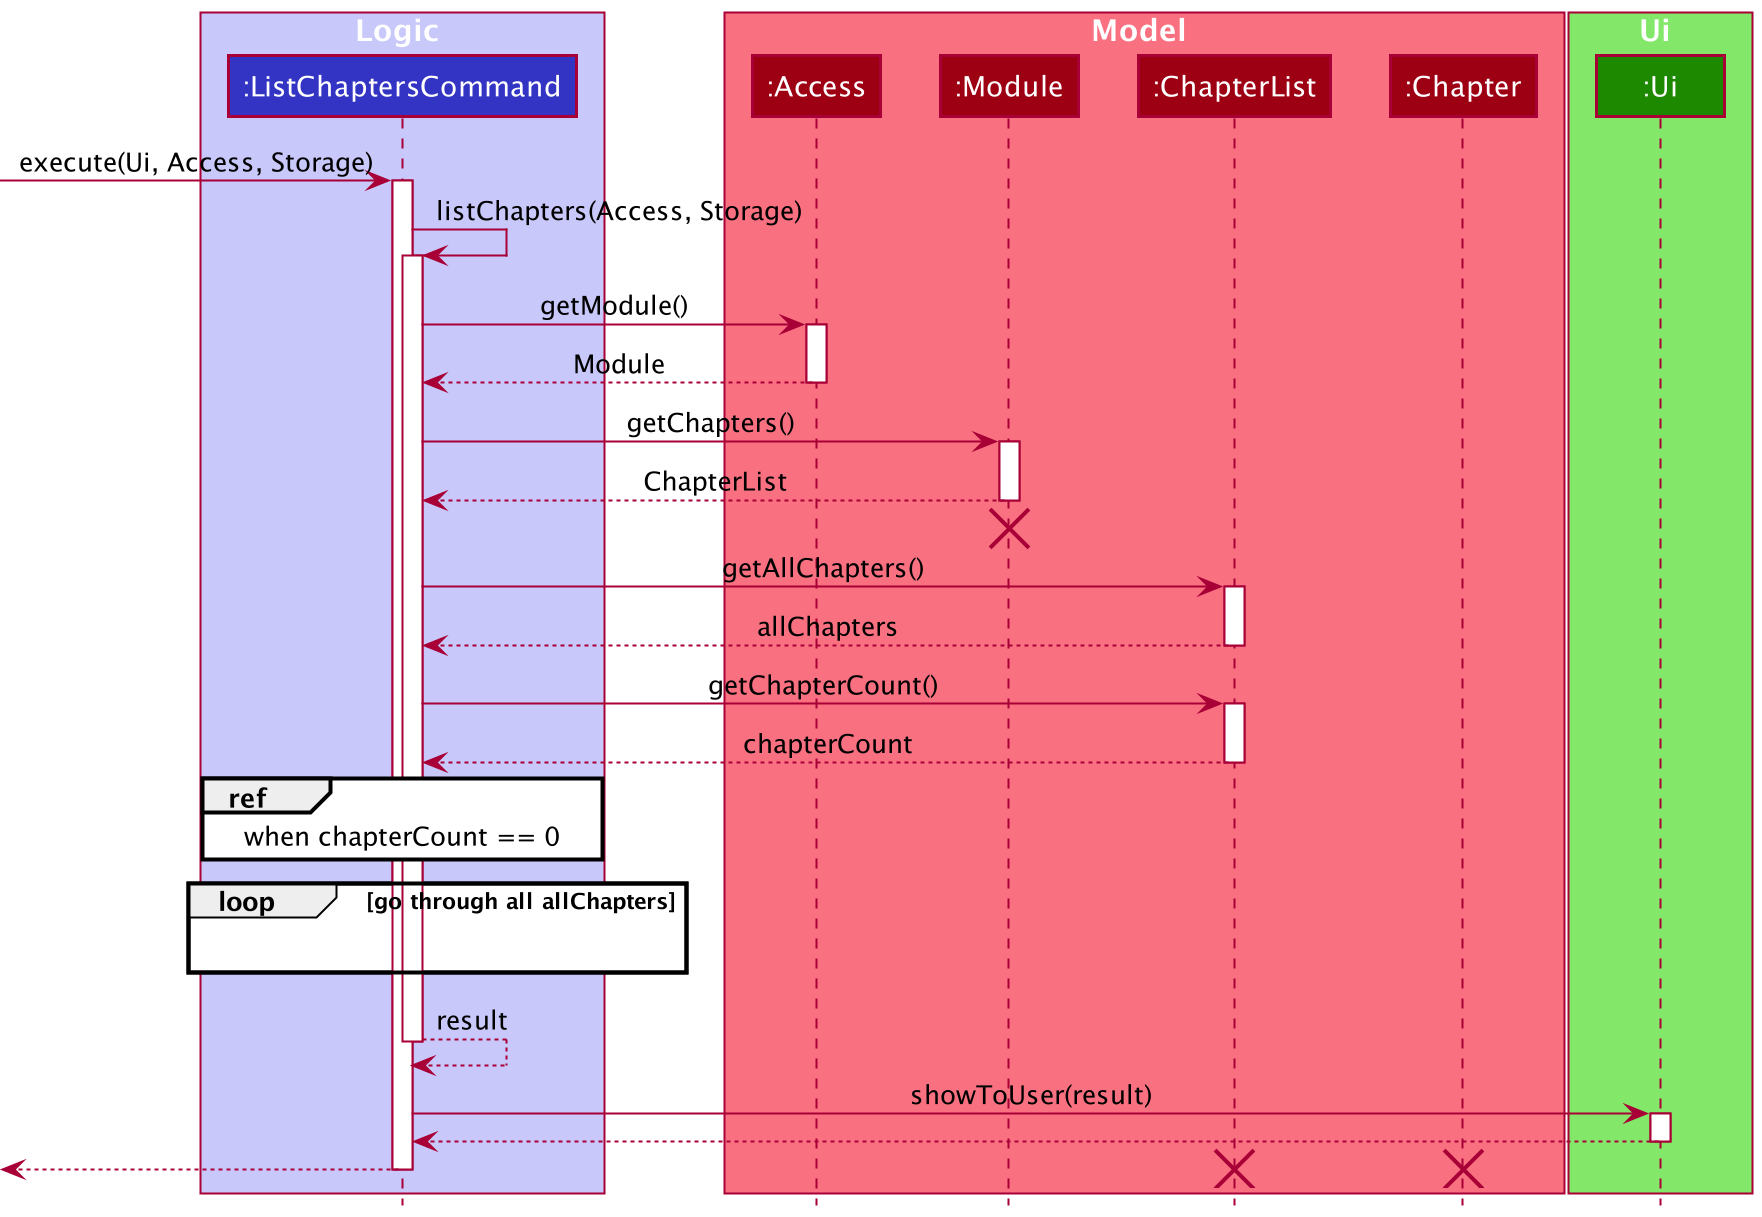 Logic
Model
Ui
:ListChaptersCommand
:Access
:Module
:ChapterList
:Chapter
:Ui
execute(Ui, Access, Storage)
listChapters(Access, Storage)
getModule()
Module
getChapters()
ChapterList
getAllChapters()
allChapters
getChapterCount()
chapterCount
ref
when chapterCount == 0
loop
[go through all allChapters]
result
showToUser(result)